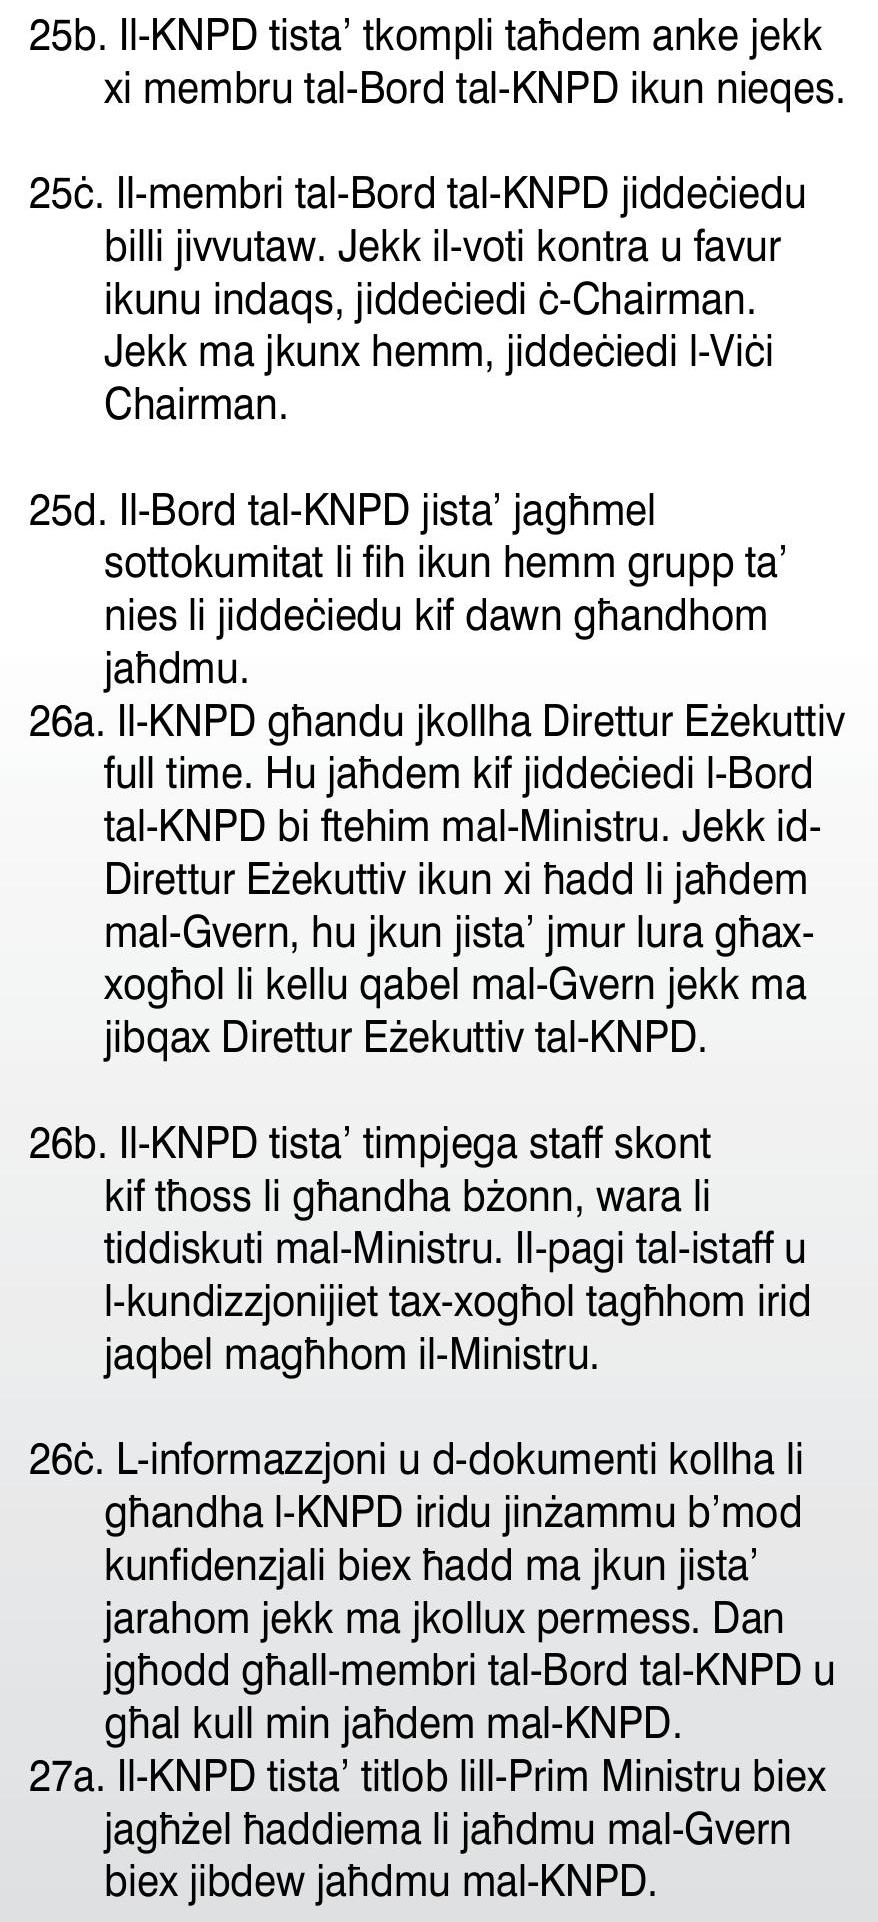 25b. Il-KNPD tista’ tkompli taħdem anke jekk
xi membru tal-Bord tal-KNPD ikun nieqes.
25ċ. Il-membri tal-Bord tal-KNPD jiddeċiedu
billi jivvutaw. Jekk il-voti kontra u favur
ikunu indaqs, jiddeċiedi ċ-Chairman.
Jekk ma jkunx hemm, jiddeċiedi l-Viċi
Chairman.
25d. Il-Bord tal-KNPD jista’ jagħmel
sottokumitat li fih ikun hemm grupp ta’
nies li jiddeċiedu kif dawn għandhom
jaħdmu.
26a. Il-KNPD għandu jkollha Direttur Eżekuttiv
full time. Hu jaħdem kif jiddeċiedi l-Bord
tal-KNPD bi ftehim mal-Ministru. Jekk id-
Direttur Eżekuttiv ikun xi ħadd li jaħdem
mal-Gvern, hu jkun jista’ jmur lura għax-
xogħol li kellu qabel mal-Gvern jekk ma
jibqax Direttur Eżekuttiv tal-KNPD.
26b. Il-KNPD tista’ timpjega staff skont
kif tħoss li għandha bżonn, wara li
tiddiskuti mal-Ministru. Il-pagi tal-istaff u
l-kundizzjonijiet tax-xogħol tagħhom irid
jaqbel magħhom il-Ministru.
26ċ. L-informazzjoni u d-dokumenti kollha li
għandha l-KNPD iridu jinżammu b’mod
kunfidenzjali biex ħadd ma jkun jista’
jarahom jekk ma jkollux permess. Dan
jgħodd għall-membri tal-Bord tal-KNPD u
għal kull min jaħdem mal-KNPD.
27a. Il-KNPD tista’ titlob lill-Prim Ministru biex
jagħżel ħaddiema li jaħdmu mal-Gvern
biex jibdew jaħdmu mal-KNPD.